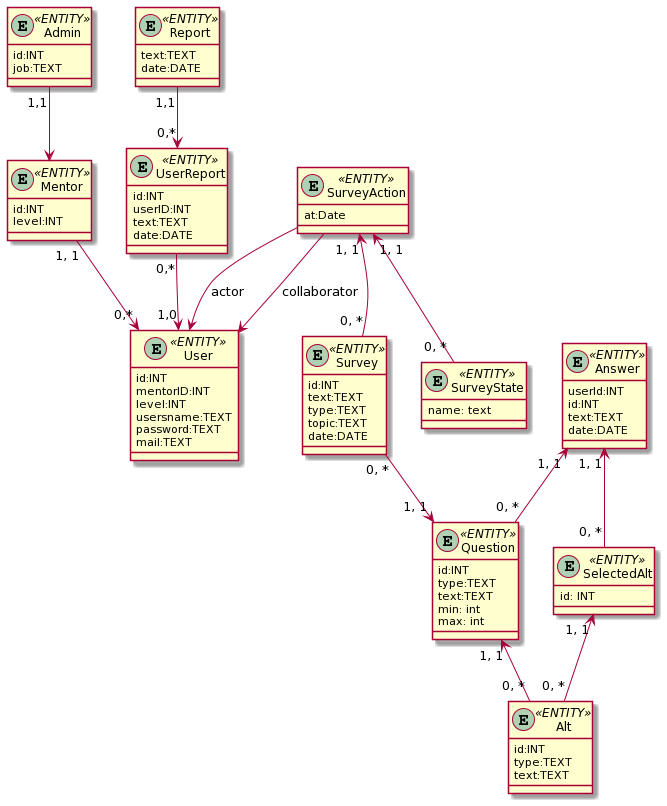 E «ENTITY»
Admin
id:INT
job:TEXT
E «ENTITY»
Report
text:TEXT
date:DATE
1,1
1,1
0,*
E «ENTITY»
Mentor
id:INT
level:INT
E «ENTITY»
UserReport
id:INT
userID:INT
text:TEXT
date:DATE
E «ENTITY»
SurveyAction
at:Date
1, 1
0,*
0,*
1,0
actor
collaborator
1, 1
1, 1
0, *
0, *
E «ENTITY»
User
id:INT
mentorID:INT
level:INT
usersname:TEXT
password:TEXT
mail:TEXT
E «ENTITY»
Survey
id:INT
text:TEXT
type:TEXT
topic:TEXT
date:DATE
E «ENTITY»
SurveyState
name: text
E «ENTITY»
Answer
userId:INT
id:INT
text:TEXT
date:DATE
0, *
1, 1
1, 1
0, *
1, 1
0, *
E «ENTITY»
Question
id:INT
type:TEXT
text:TEXT
min: int
max: int
E «ENTITY»
SelectedAlt
id: INT
1, 1
0, *
1, 1
0, *
E «ENTITY»
Alt
id:INT
type:TEXT
text:TEXT